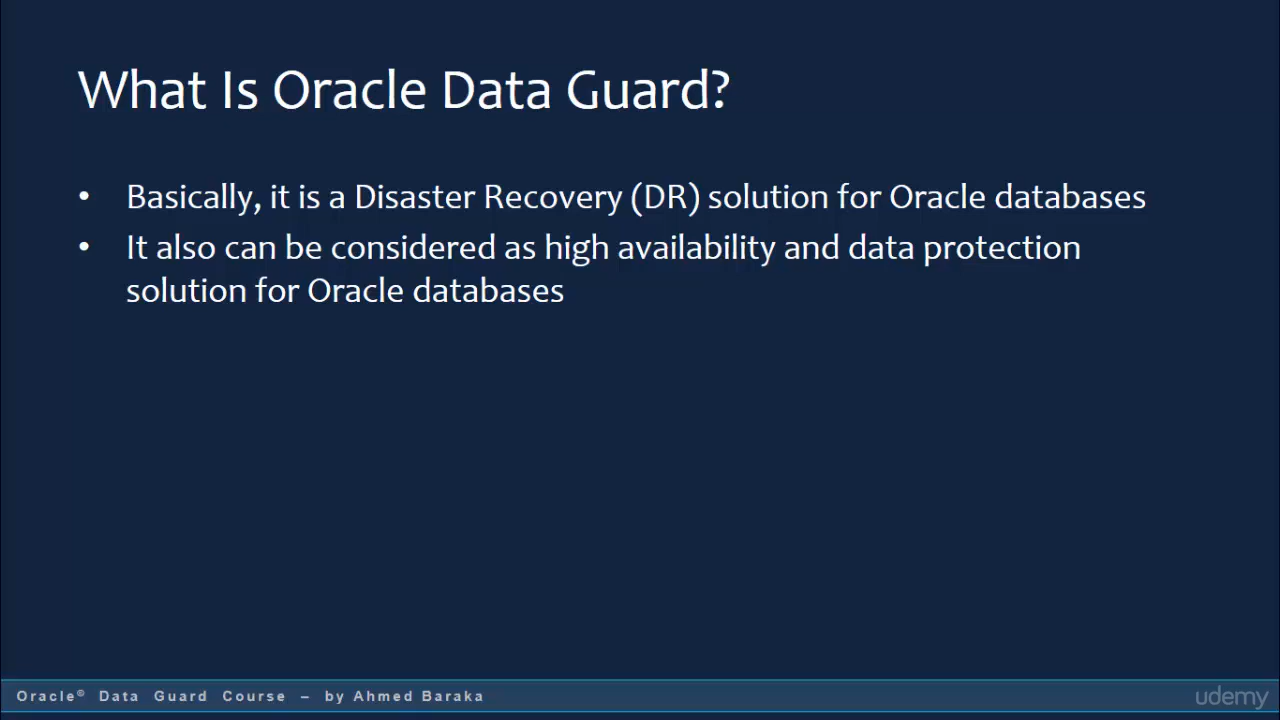 What Is Oracle Data Guard?
• Basically, it is a Disaster Recovery (DR) solution for Oracle databases
• It also can be considered as high availability and data protection
solution for Oracle databases
Oracle® Data Guard Course – by Ahmed Baraka
udemy